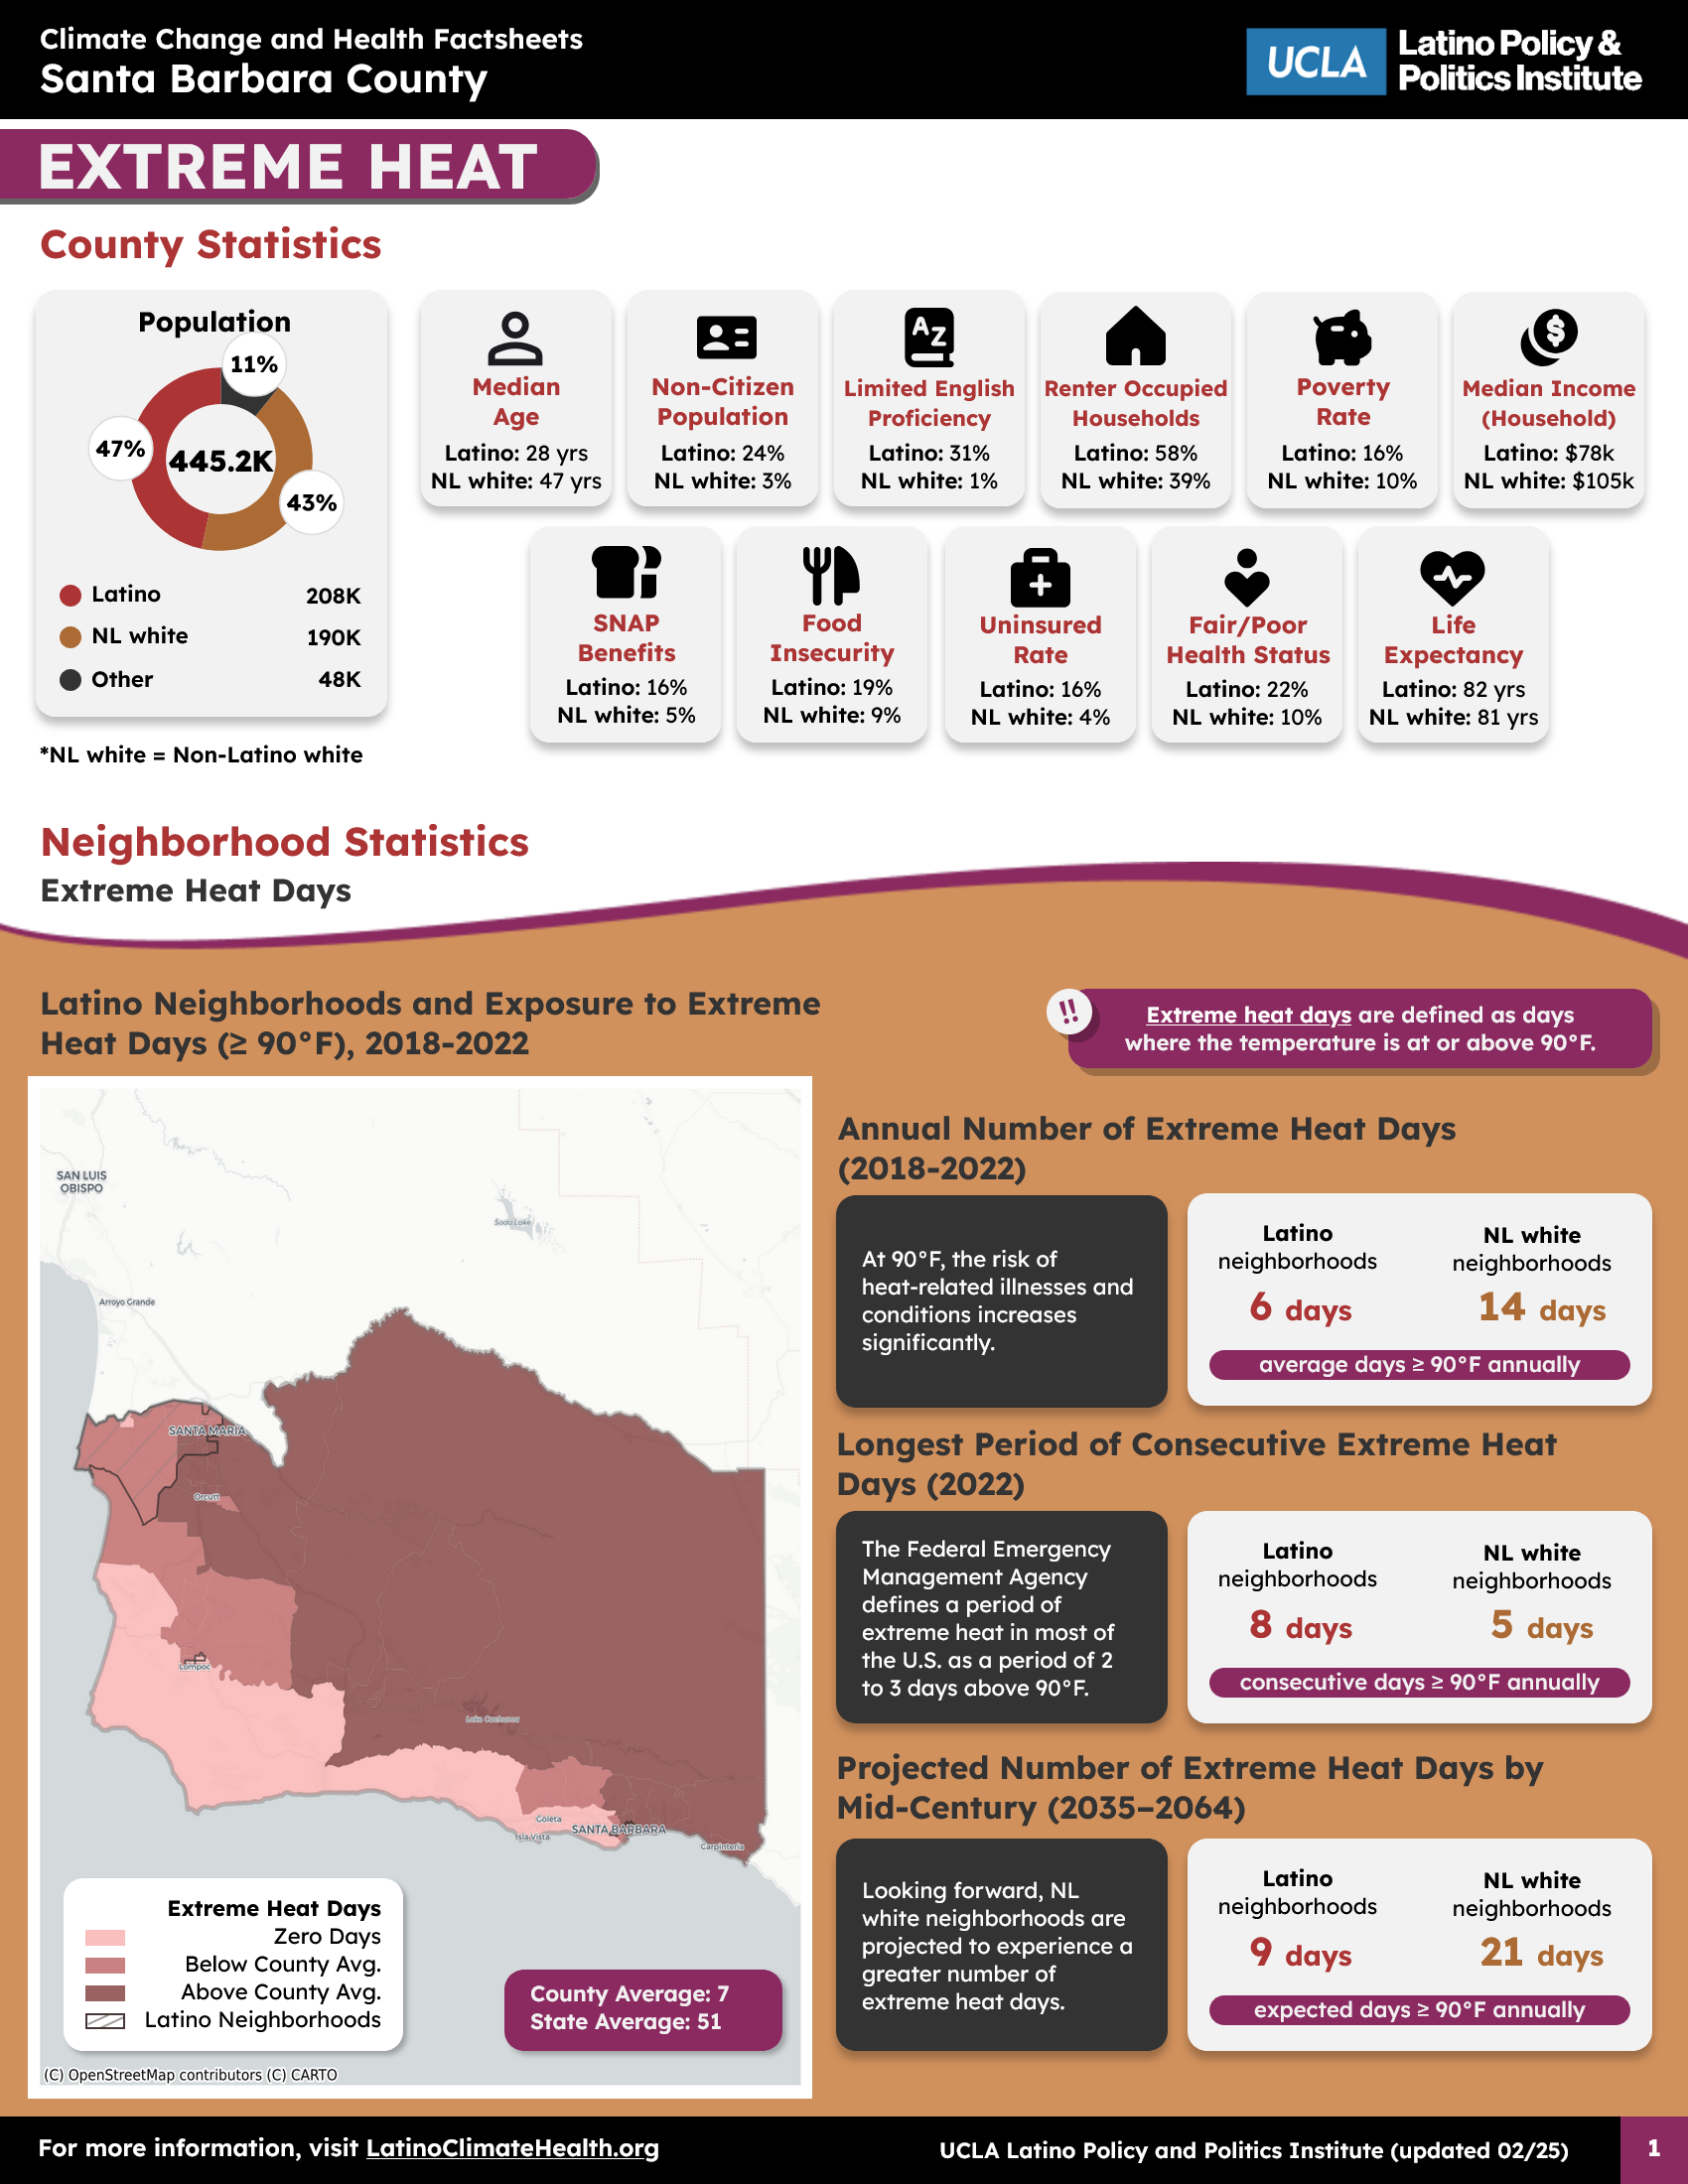 Climate Change and Health Factsheets
Santa Barbara County
UCLA
Latino Policy &
Politics Institute
EXTREME HEAT
County Statistics
Population
11%
47%
445.2K
43%
Latino 208K
NL white 190K
Other 48K
*NL white = Non-Latino white
Median
Age
Latino: 28 yrs
NL white: 47 yrs
Non-Citizen
Population
Latino: 24%
NL white: 3%
AZ
Limited English
Proficiency
Latino: 31%
NL white: 1%
Renter Occupied
Households
Latino: 58%
NL white: 39%
Poverty
Rate
Latino: 16%
NL white: 10%
$
Median Income
(Household)
Latino: $78k
NL white: $105k
SNAP
Benefits
Latino: 16%
NL white: 5%
Food
Insecurity
Latino: 19%
NL white: 9%
Uninsured
Rate
Latino: 16%
NL white: 4%
Fair/Poor
Health Status
Latino: 22%
NL white: 10%
Life
Expectancy
Latino: 82 yrs
NL white: 81 yrs
Neighborhood Statistics
Extreme Heat Days
Latino Neighborhoods and Exposure to Extreme
Heat Days (≥ 90°F), 2018-2022
!!
Extreme heat days are defined as days
where the temperature is at or above 90°F.
SAN LUIS
OBISPO
Soda Lake
Arroyo Grande
SANTA MARIA
Orcutt
Lompoc
Lake Cachuma
Goleta
Isla Vista
SANTA BARBARA
Carpinteria
Extreme Heat Days
Zero Days
Below County Avg.
Above County Avg.
Latino Neighborhoods
County Average: 7
State Average: 51
(C) OpenStreetMap contributors (C) CARTO
Annual Number of Extreme Heat Days
(2018-2022)
At 90°F, the risk of
heat-related illnesses and
conditions increases
significantly.
Latino
neighborhoods
6 days
NL white
neighborhoods
14 days
average days ≥ 90°F annually
Longest Period of Consecutive Extreme Heat
Days (2022)
The Federal Emergency
Management Agency
defines a period of
extreme heat in most of
the U.S. as a period of 2
to 3 days above 90°F.
Latino
neighborhoods
8 days
NL white
neighborhoods
5 days
consecutive days ≥ 90°F annually
Projected Number of Extreme Heat Days by
Mid-Century (2035–2064)
Looking forward, NL
white neighborhoods are
projected to experience a
greater number of
extreme heat days.
Latino
neighborhoods
9 days
NL white
neighborhoods
21 days
expected days ≥ 90°F annually
For more information, visit LatinoClimateHealth.org
UCLA Latino Policy and Politics Institute (updated 02/25)
1